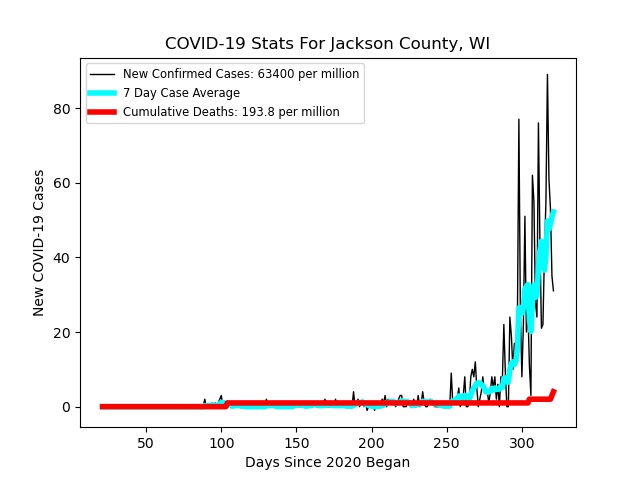 COVID-19 Stats For Jackson County, WI
New Confirmed Cases: 63400 per million
7 Day Case Average
Cumulative Deaths: 193.8 per million
New COVID-19 Cases
80
60
40
20
0
50 100 150 200 250 300
Days Since 2020 Began